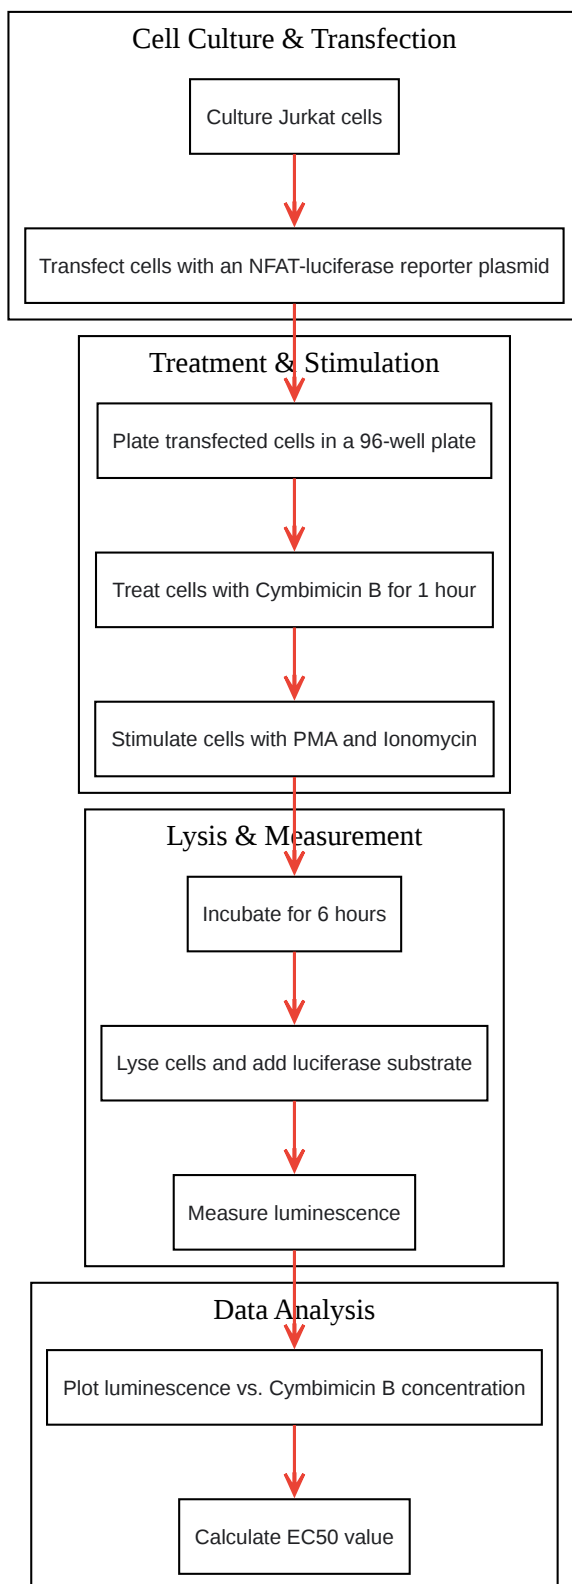 Cell Culture & Transfection
Culture Jurkat cells
Transfect cells with an NFAT-luciferase reporter plasmid
Treatment & Stimulation
Plate transfected cells in a 96-well plate
Treat cells with Cymbimicin B for 1 hour
Stimulate cells with PMA and Ionomycin
Lysis & Measurement
Incubate for 6 hours
Lyse cells and add luciferase substrate
Measure luminescence
Data Analysis
Plot luminescence vs. Cymbimicin B concentration
Calculate EC50 value